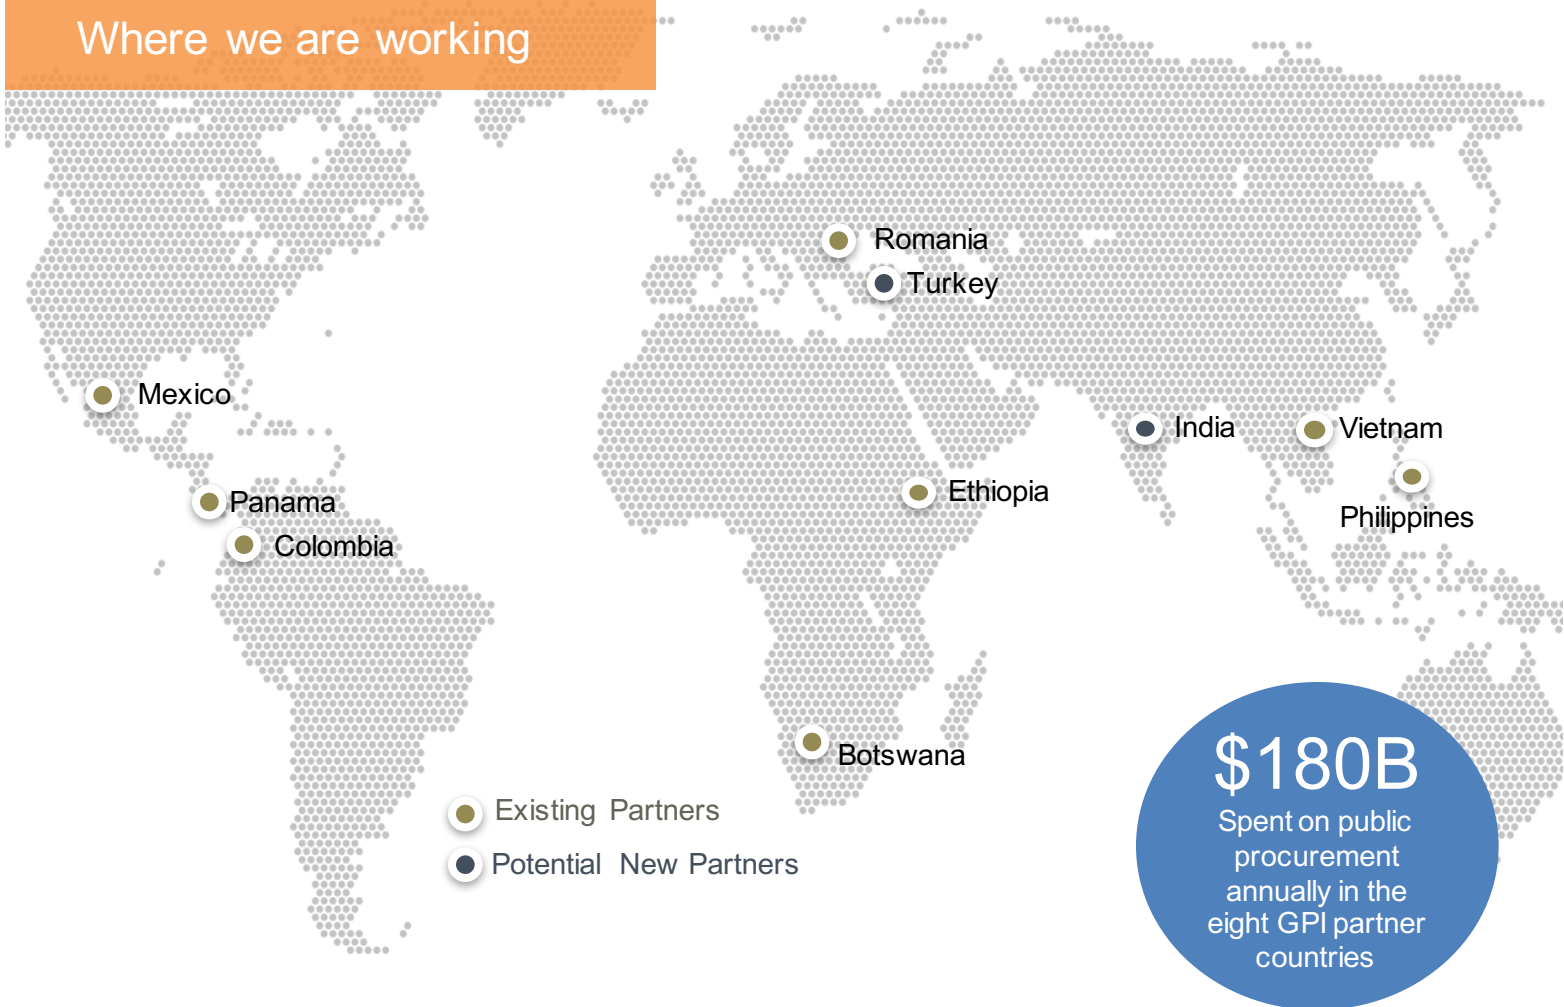 Where we are working
Romania
Turkey
Mexico
India
Vietnam
Panama
Ethiopia
Philippines
Colombia
Botswana
Existing Partners
Potential New Partners
$180B
Spent on public
procurement
annually in the
eight GPI partner
countries